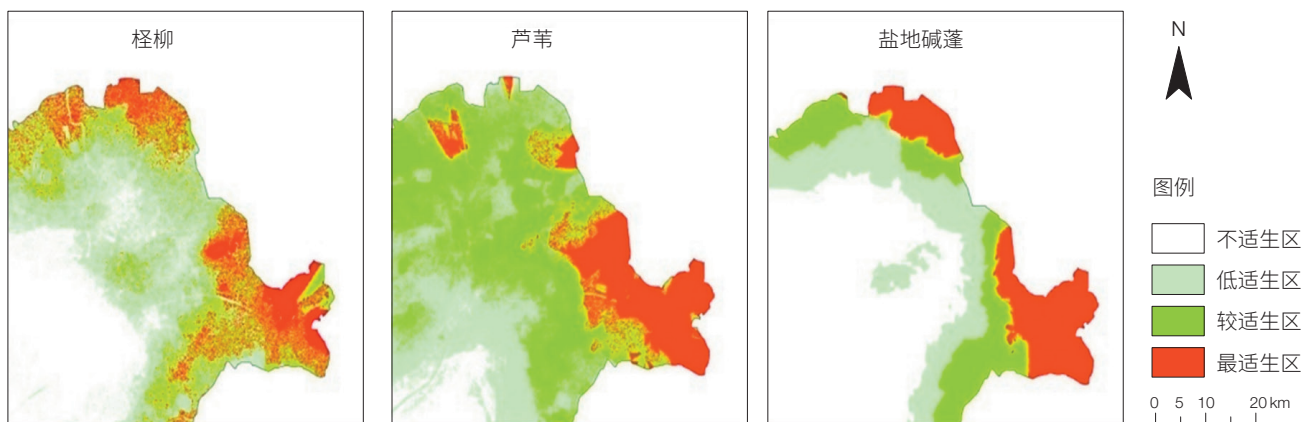 柽柳
芦苇
盐地碱蓬
N
图例
不适生区
低适生区
较适生区
最适生区
0 5 10 20 km